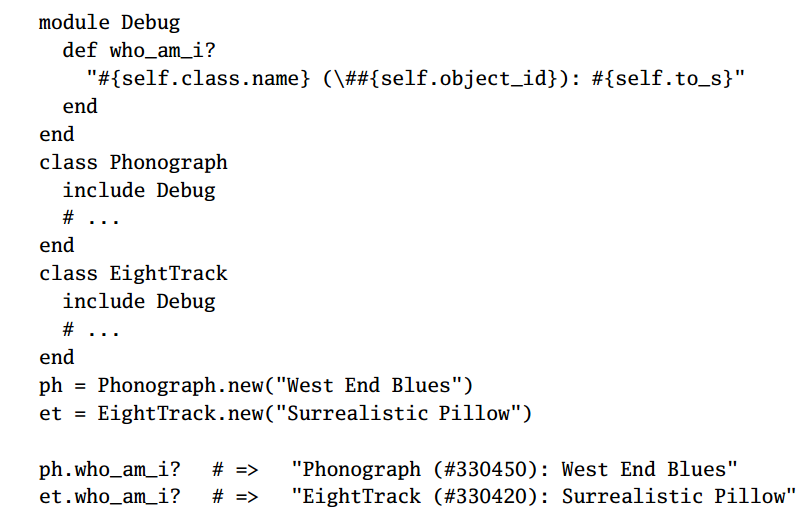 module Debug
  def who_am_i?
    "#{self.class.name} (\##{self.object_id}): #{self.to_s}"
  end
end
class Phonograph
  include Debug
  # ...
end
class EightTrack
  include Debug
  # ...
end
ph = Phonograph.new("West End Blues")
et = EightTrack.new("Surrealistic Pillow")

ph.who_am_i?  # =>  "Phonograph (#330450): West End Blues"
et.who_am_i?  # =>  "EightTrack (#330420): Surrealistic Pillow"